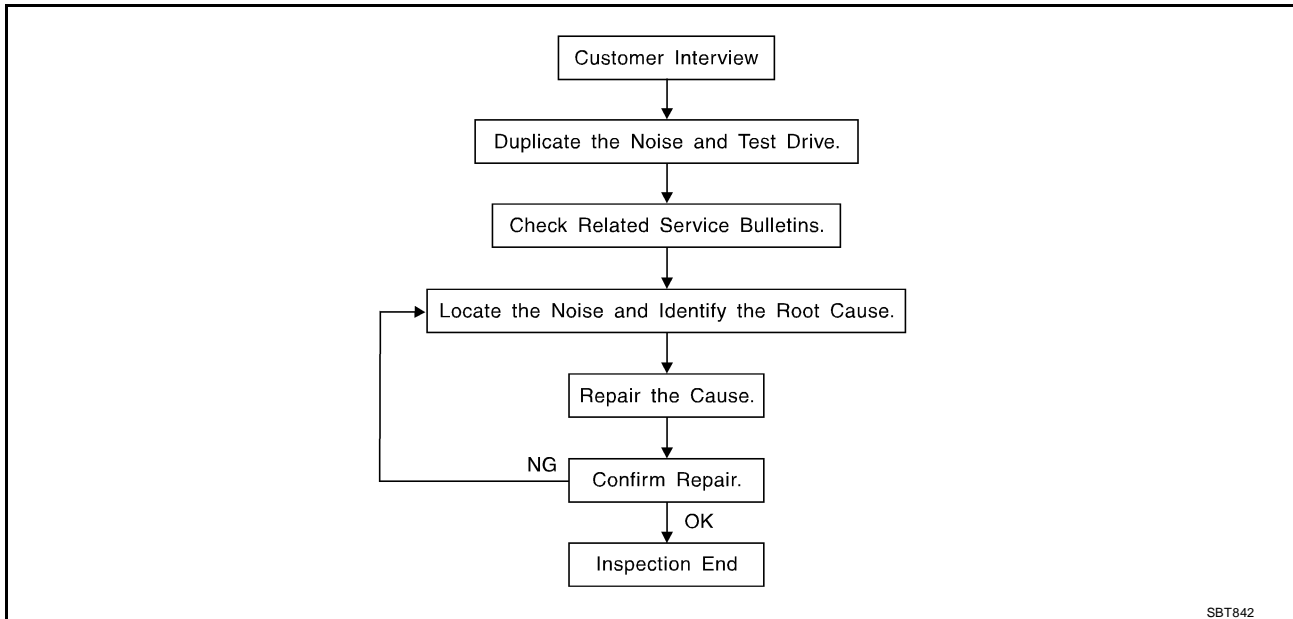 Customer Interview
Duplicate the Noise and Test Drive.
Check Related Service Bulletins.
Locate the Noise and Identify the Root Cause.
Repair the Cause.
NG
Confirm Repair.
OK
Inspection End
SBT842